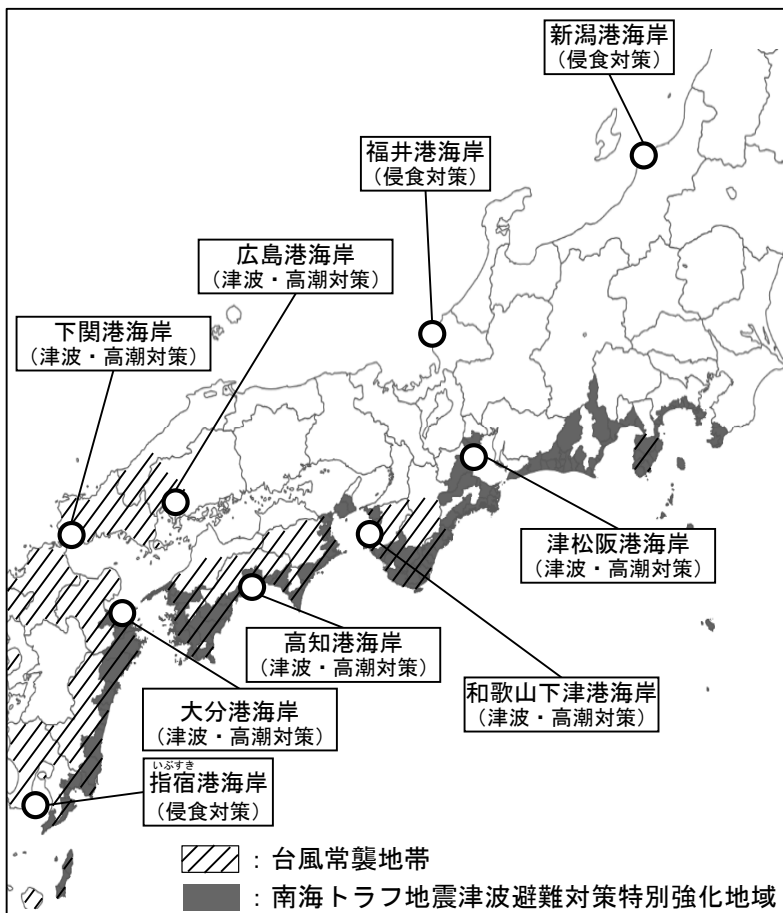 新潟港海岸
（侵食対策）
福井港海岸
（侵食対策）
広島港海岸
（津波・高潮対策）
下関港海岸
（津波・高潮対策）
津松阪港海岸
（津波・高潮対策）
高知港海岸
（津波・高潮対策）
和歌山下津港海岸
（津波・高潮対策）
大分港海岸
（津波・高潮対策）
いぶすき
指宿港海岸
（侵食対策）
：台風常襲地帯
：南海トラフ地震津波避難対策特別強化地域